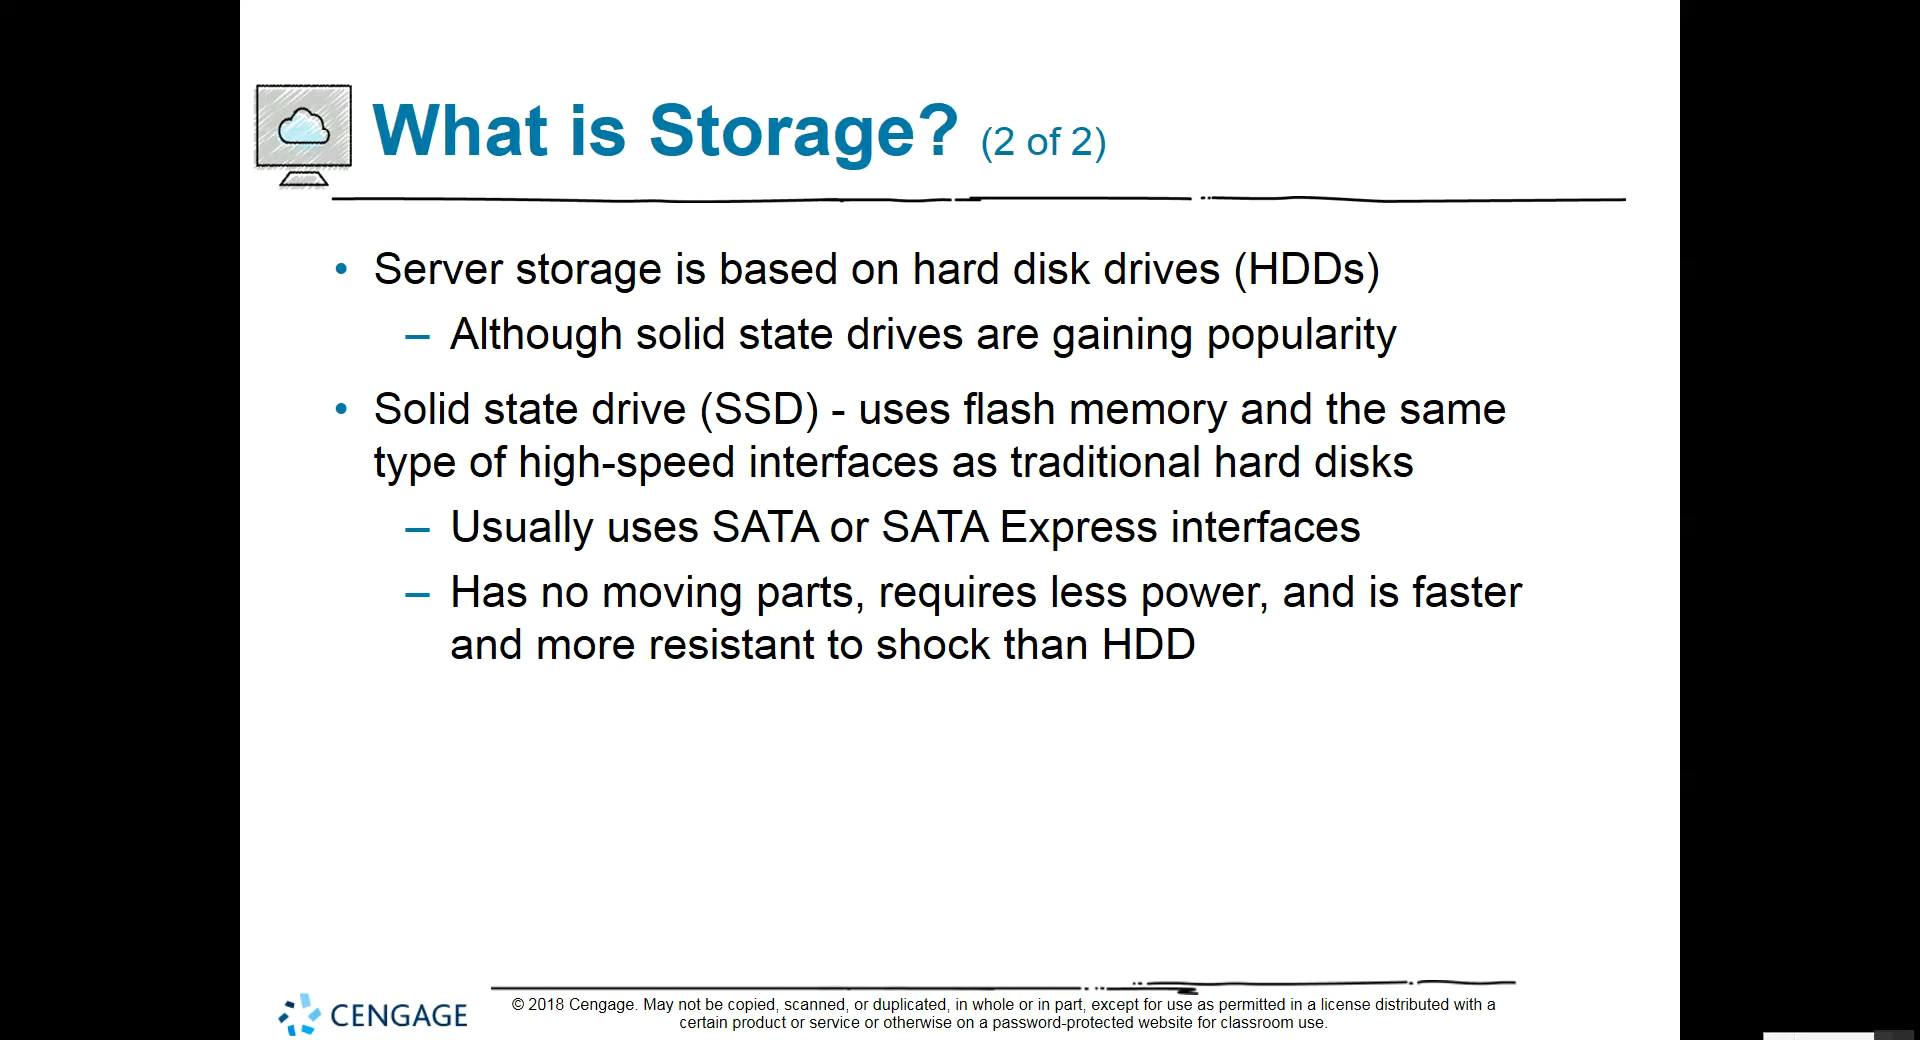 What is Storage? (2 of 2)
• Server storage is based on hard disk drives (HDDs)
– Although solid state drives are gaining popularity
• Solid state drive (SSD) - uses flash memory and the same
type of high-speed interfaces as traditional hard disks
– Usually uses SATA or SATA Express interfaces
– Has no moving parts, requires less power, and is faster
and more resistant to shock than HDD
CENGAGE
© 2018 Cengage. May not be copied, scanned, or duplicated, in whole or in part, except for use as permitted in a license distributed with a
certain product or service or otherwise on a password-protected website for classroom use.